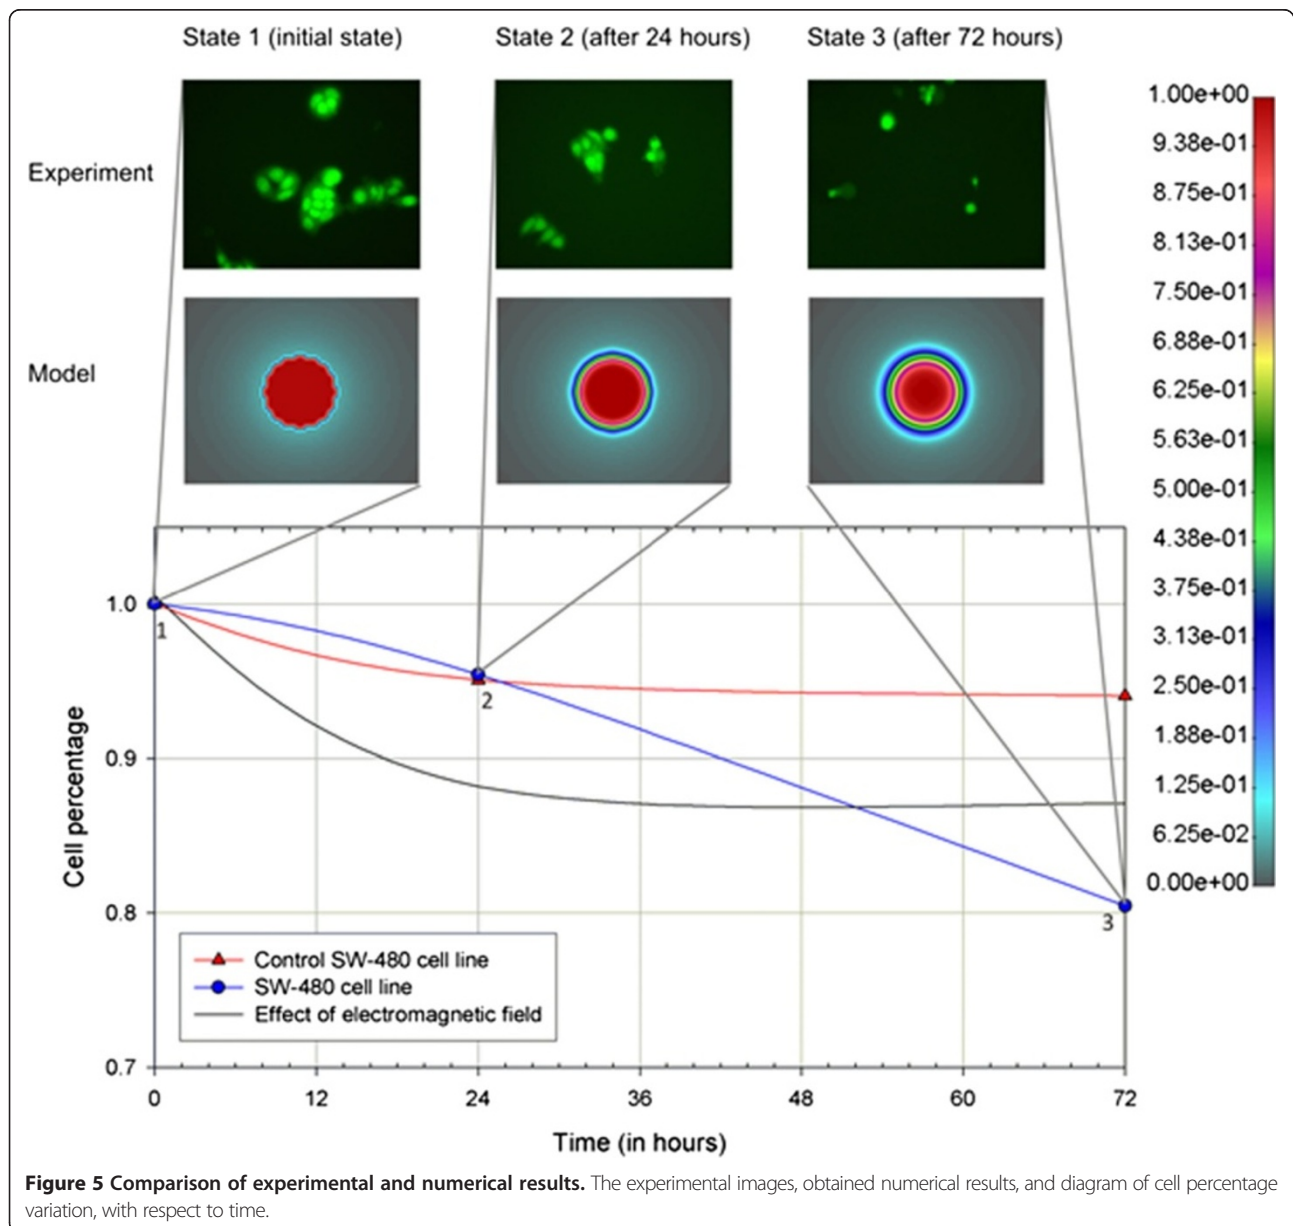 State 1 (initial state) State 2 (after 24 hours) State 3 (after 72 hours)
Experiment
Model
1.00e+00
9.38e-01
8.75e-01
8.13e-01
7.50e-01
6.88e-01
6.25e-01
5.63e-01
5.00e-01
4.38e-01
3.75e-01
3.13e-01
2.50e-01
1.88e-01
1.25e-01
6.25e-02
0.00e+00
Cell percentage
1.0
0.9
0.8
0.7
1
2
3
Control SW-480 cell line
SW-480 cell line
Effect of electromagnetic field
0 12 24 36 48 60 72
Time (in hours)
Figure 5 Comparison of experimental and numerical results. The experimental images, obtained numerical results, and diagram of cell percentage
variation, with respect to time.